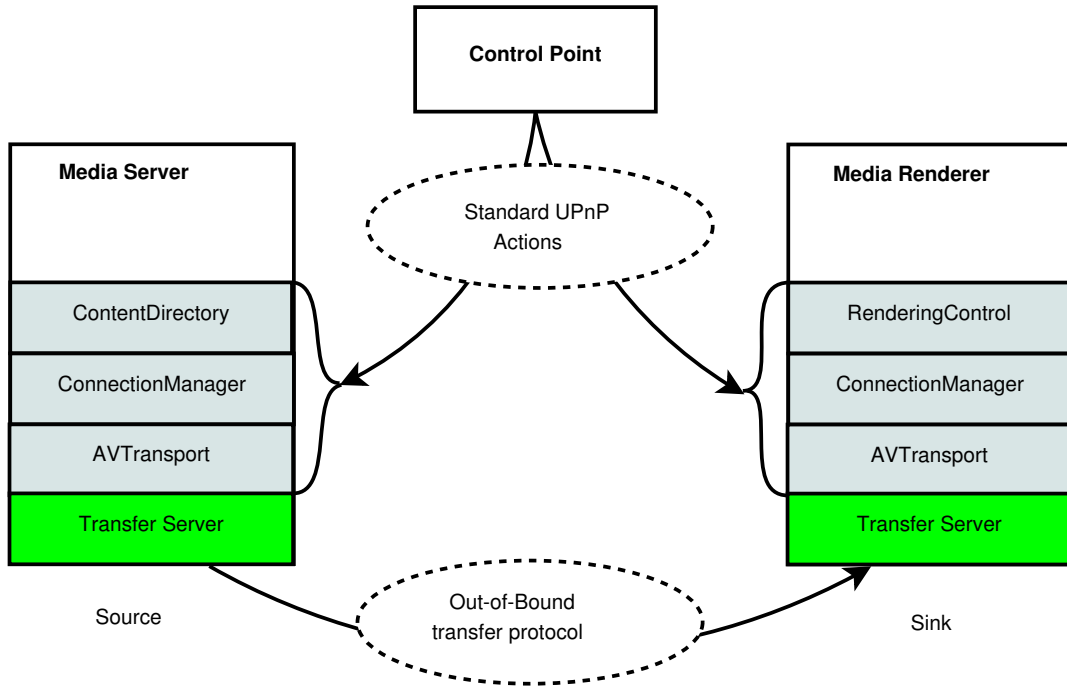 Control Point
Media Server
Media Renderer
Standard UPnP
Actions
ContentDirectory
ConnectionManager
AVTransport
Transfer Server
RenderingControl
ConnectionManager
AVTransport
Transfer Server
Source
Out-of-Bound
transfer protocol
Sink